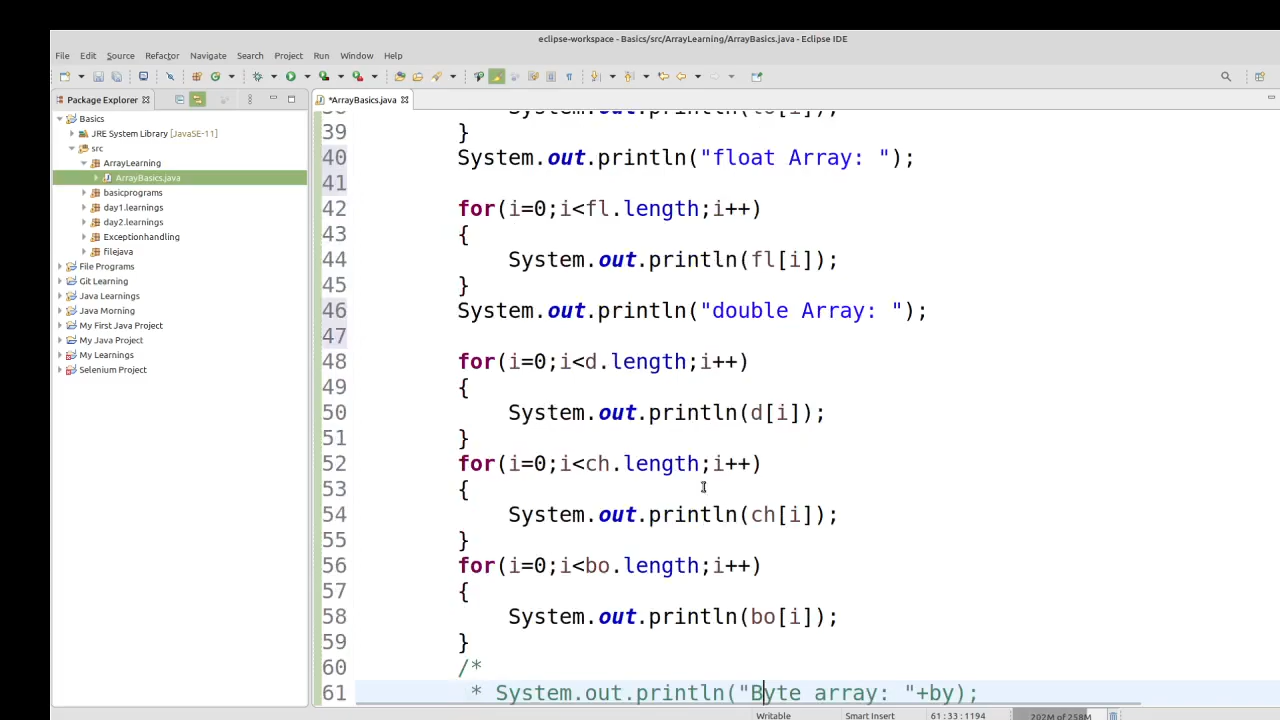 eclipse-workspace - Basics/src/ArrayLearning/ArrayBasics.java - Eclipse IDE
File Edit Source Refactor Navigate Search Project Run Window Help
Package Explorer
*ArrayBasics.java
Basics
JRE System Library [JavaSE-11]
src
ArrayLearning
ArrayBasics.java
basicprograms
day1.learnings
day2.learnings
Exceptionhandling
filejava
File Programs
Git Learning
Java Learnings
Java Morning
My First Java Project
My Java Project
My Learnings
Selenium Project
38 System.out.println(lo[i]);
39 }
40 System.out.println("float Array: ");
41
42 for(i=0;i<fl.length;i++)
43 {
44 System.out.println(fl[i]);
45 }
46 System.out.println("double Array: ");
47
48 for(i=0;i<d.length;i++)
49 {
50 System.out.println(d[i]);
51 }
52 for(i=0;i<ch.length;i++)
53 {
54 System.out.println(ch[i]);
55 }
56 for(i=0;i<bo.length;i++)
57 {
58 System.out.println(bo[i]);
59 }
60 /*
61 * System.out.println("Byte array: "+by);
Writable Smart Insert 61:33:1194 202M of 258M